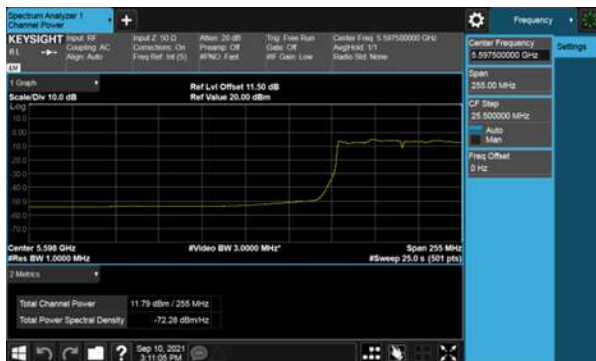 Spectrum Analyzer 1
Channel Power
Frequency
KEYSIGHT Input: RF Input Z: 50 Ω Atten: 20 dB Trig: Free Run Center Freq: 5.597500000 GHz
RL Coupling: AC Corrections: On Preamp: Off Gate: Off Avg|Hold: 1/1
Align: Auto Freq Ref: Int (S) #PNO: Fast #IF Gain: Low Radio Std: None
Center Frequency
5.597500000 GHz
Settings
Span
255.00 MHz
CF Step
25.500000 MHz
Auto
Man
Freq Offset
0 Hz
1 Graph
Ref Lvl Offset 11.50 dB
Scale/Div 10.0 dB
Ref Value 20.00 dBm
Log
10.0
0.00
-10.0
-20.0
-30.0
-40.0
-50.0
-60.0
-70.0
Center 5.598 GHz
#Video BW 3.0000 MHz*
Span 255 MHz
#Res BW 1.0000 MHz
#Sweep 25.0 s (501 pts)
2 Metrics
Total Channel Power 11.79 dBm / 255 MHz
Total Power Spectral Density -72.28 dBm/Hz
?
Sep 10, 2021
3:11:05 PM